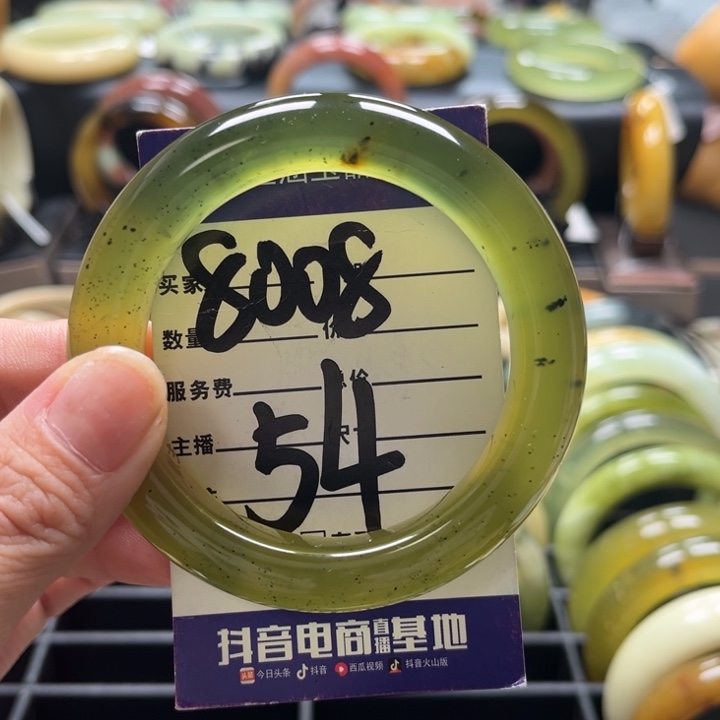 买家
8008
数量
服务费
主播
54
抖音电商直播基地
今日头条 抖音 西瓜视频 抖音火山版